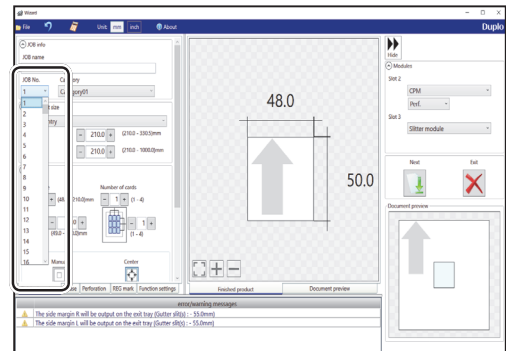 Wizard
File
Unit: mm inch
About
Duplo
JOB info
JOB name
JOB No.
1
Category01
1
2
3
4
5
6
7
8
9
10
11
12
13
14
15
16
size
- 210.0 + (210.0 - 330.5)mm
- 210.0 + (210.0 - 1000.0)mm
Number of cards
- 1 + (1 - 4)
- 1 + (1 - 4)
Center
Perforation
REG mark
Function settings
48.0
50.0
Finished product
Document preview
Hide
Modules
Slot 2
CPM
Perf.
Slot 3
Slitter module
Next
Exit
Document preview
error/warning messages
The side margin R will be output on the exit tray (Gutter slit(s) : - 55.0mm)
The side margin L will be output on the exit tray (Gutter slit(s) : - 55.0mm)